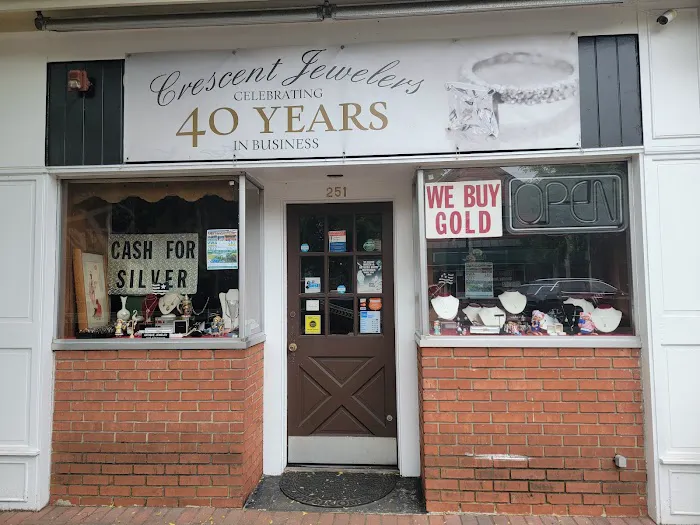 Crescent Jewelers
CELEBRATING
40 YEARS
IN BUSINESS
251
CASH FOR
SILVER
WE BUY
GOLD
OPEN